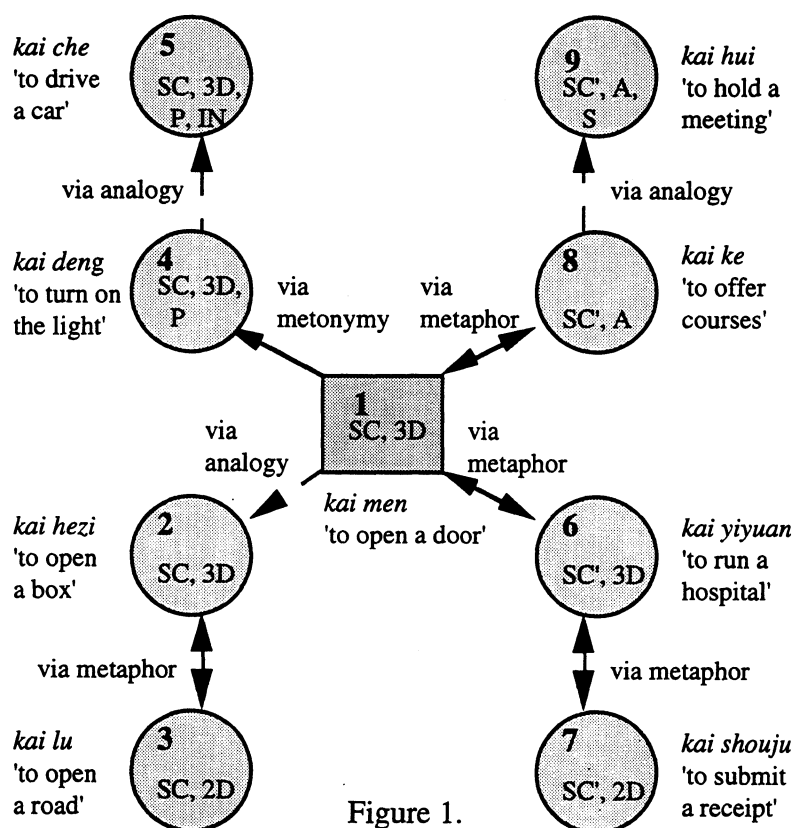 kai che
'to drive
a car'
5
SC, 3D,
P, IN
9
SC', A,
S
kai hui
'to hold a
meeting'
via analogy
via analogy
kai deng
'to turn on
the light'
4
SC, 3D,
P
via
metonymy
via
metaphor
8
SC', A
kai ke
'to offer
courses'
1
SC, 3D
via
analogy
via
metaphor
kai men
'to open a door'
kai hezi
'to open
a box'
2
SC, 3D
6
SC', 3D
kai yiyuan
'to run a
hospital'
via metaphor
via metaphor
kai lu
'to open
a road'
3
SC, 2D
7
SC', 2D
kai shouju
'to submit
a receipt'
Figure 1.